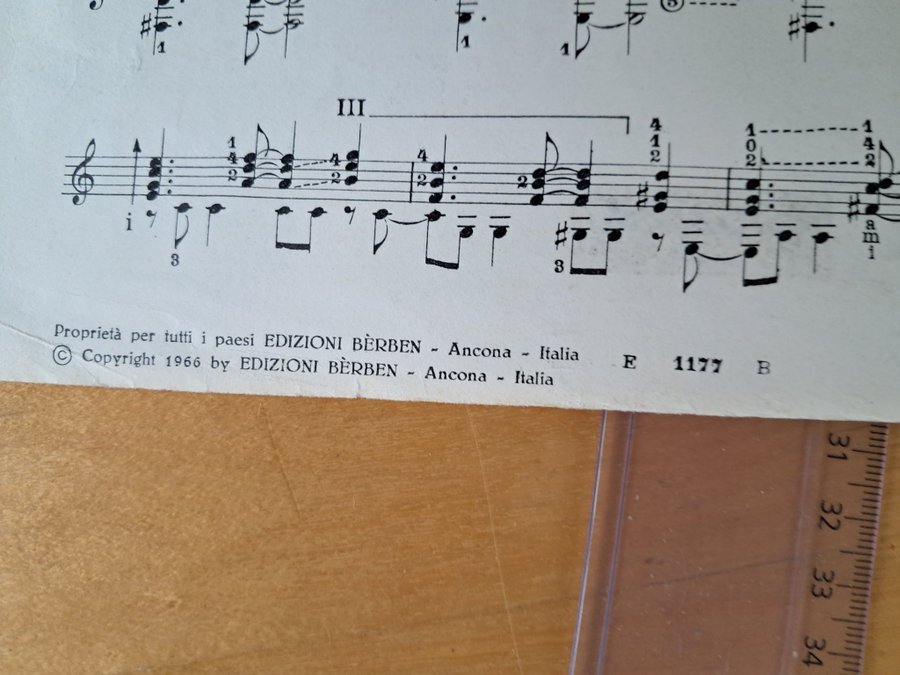 III
Proprietà per tutti i paesi EDIZIONI BÈRBEN - Ancona - Italia
© Copyright 1966 by EDIZIONI BÈRBEN - Ancona - Italia
E 1177 B
31
32
33
34